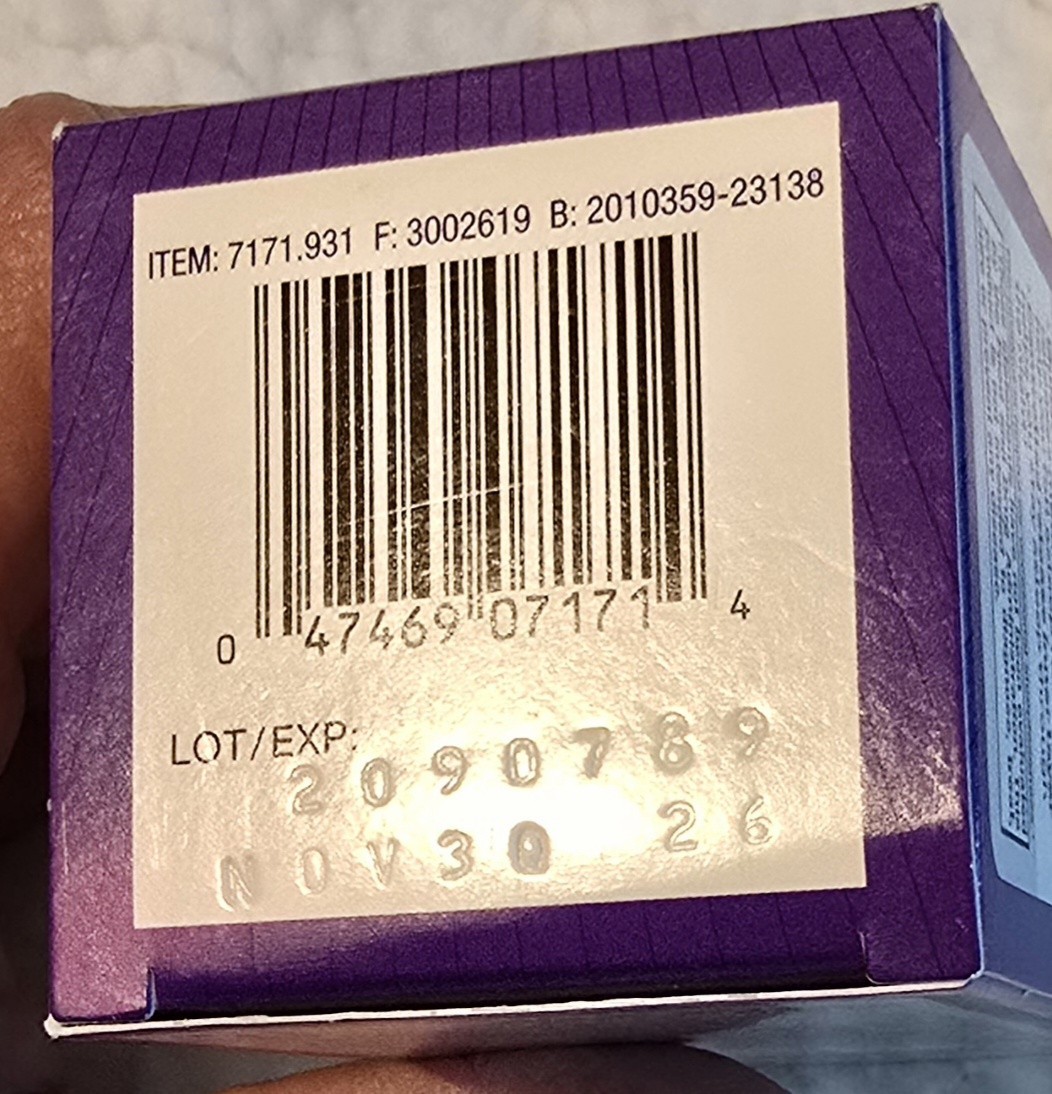 ITEM: 7171.931 F: 3002619 B: 2010359-23138
0 47469 07171 4
LOT/EXP:
2090789
NOV30 26